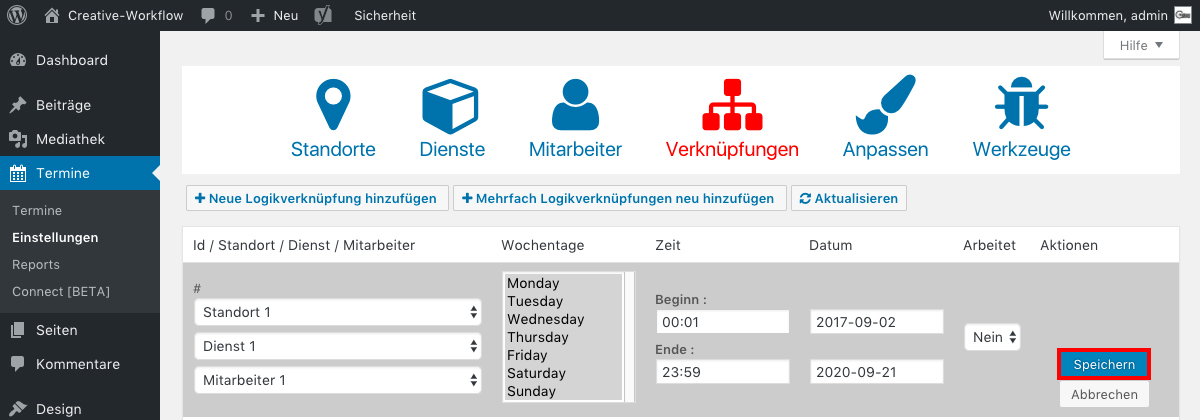 Creative-Workflow 0 Neu Sicherheit Willkommen, admin
Hilfe
Dashboard
Beiträge
Mediathek
Termine
Termine
Einstellungen
Reports
Connect [BETA]
Seiten
Kommentare
Design
Standorte Dienste Mitarbeiter Verknüpfungen Anpassen Werkzeuge
Neue Logikverknüpfung hinzufügen Mehrfach Logikverknüpfungen neu hinzufügen Aktualisieren
Id / Standort / Dienst / Mitarbeiter Wochentage Zeit Datum Arbeitet Aktionen
#
Standort 1
Dienst 1
Mitarbeiter 1
Monday
Tuesday
Wednesday
Thursday
Friday
Saturday
Sunday
Beginn :
00:01 2017-09-02
Ende :
23:59 2020-09-21
Nein
Speichern
Abbrechen